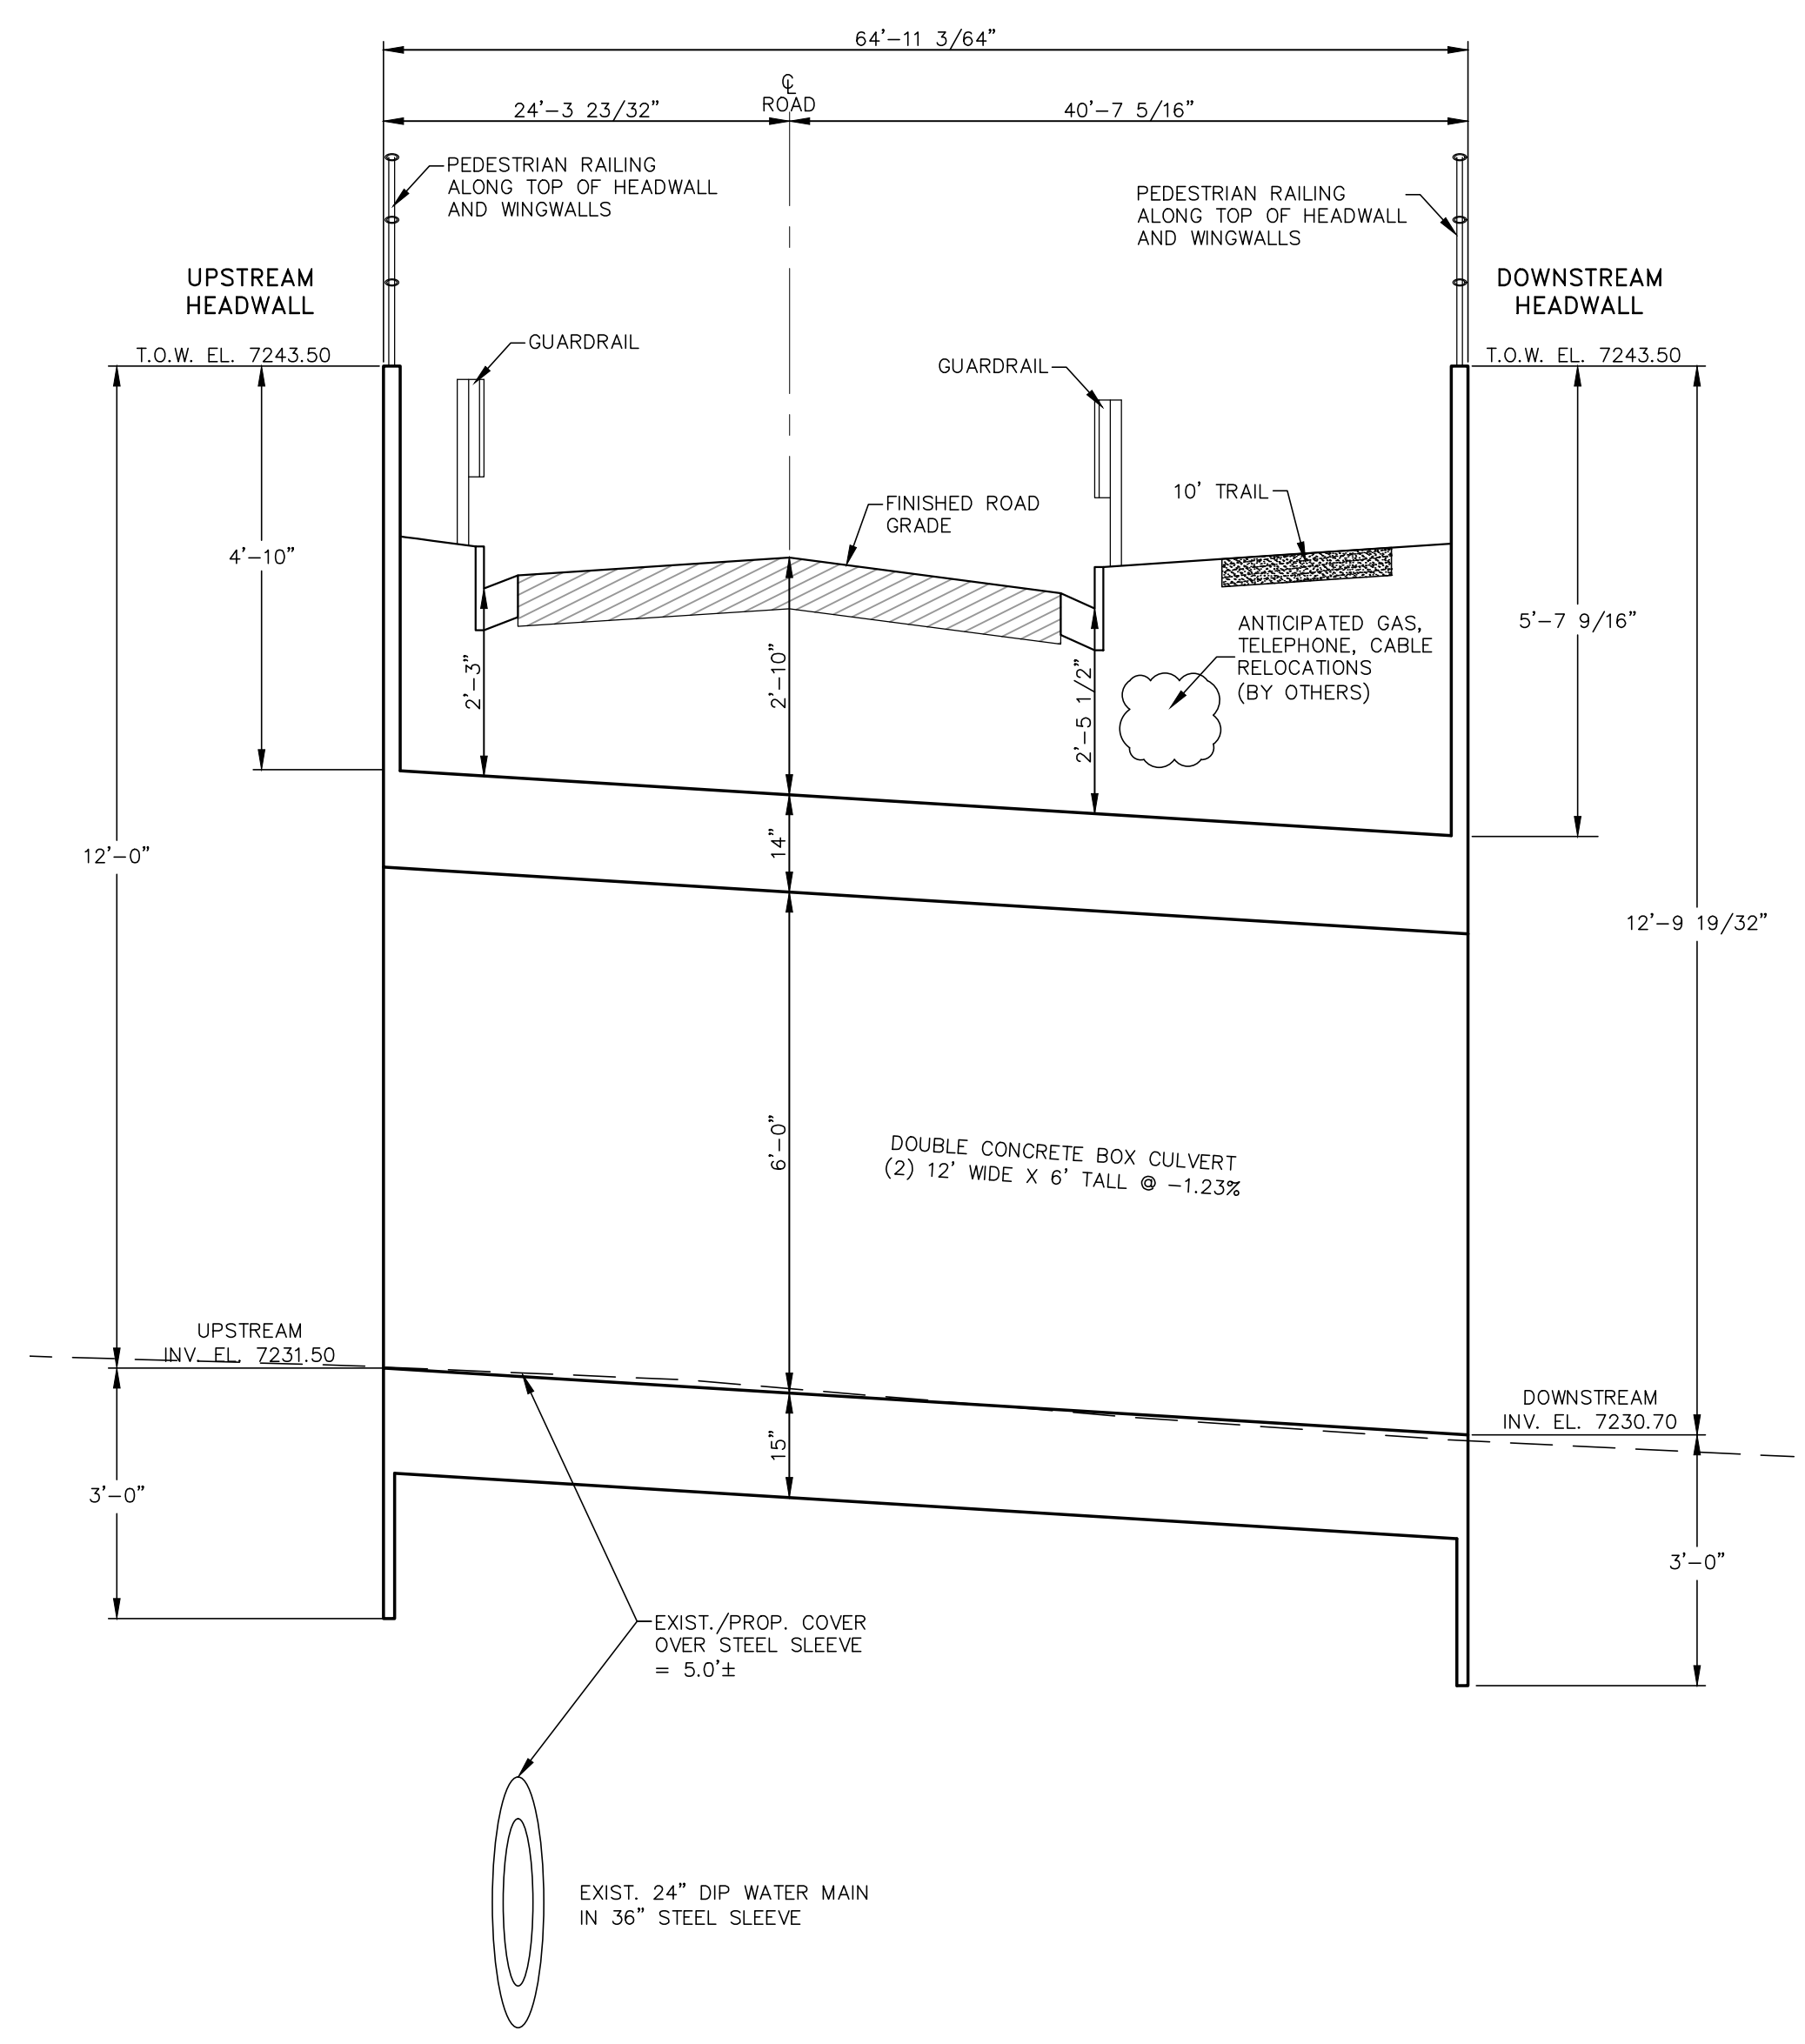 64'-11 3/64"
℄
ROAD
24'-3 23/32"
40'-7 5/16"
PEDESTRIAN RAILING
ALONG TOP OF HEADWALL
AND WINGWALLS
PEDESTRIAN RAILING
ALONG TOP OF HEADWALL
AND WINGWALLS
UPSTREAM
HEADWALL
DOWNSTREAM
HEADWALL
T.O.W. EL. 7243.50
GUARDRAIL
GUARDRAIL
T.O.W. EL. 7243.50
10' TRAIL
FINISHED ROAD
GRADE
4'-10"
5'-7 9/16"
ANTICIPATED GAS,
TELEPHONE, CABLE
RELOCATIONS
(BY OTHERS)
2'-3"
2'-10"
2'-5 1/2"
14"
12'-0"
12'-9 19/32"
6'-0"
DOUBLE CONCRETE BOX CULVERT
(2) 12' WIDE X 6' TALL @ -1.23%
UPSTREAM
INV. EL. 7231.50
DOWNSTREAM
INV. EL. 7230.70
15"
3'-0"
3'-0"
EXIST./PROP. COVER
OVER STEEL SLEEVE
= 5.0'±
EXIST. 24" DIP WATER MAIN
IN 36" STEEL SLEEVE